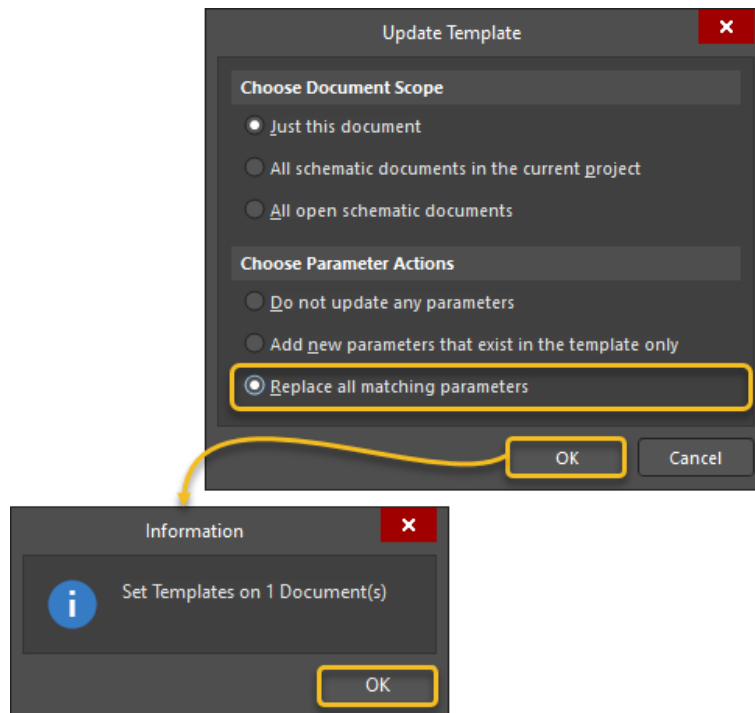 Update Template
Choose Document Scope
Just this document
All schematic documents in the current project
All open schematic documents
Choose Parameter Actions
Do not update any parameters
Add new parameters that exist in the template only
Replace all matching parameters
OK Cancel
Information
i
Set Templates on 1 Document(s)
OK